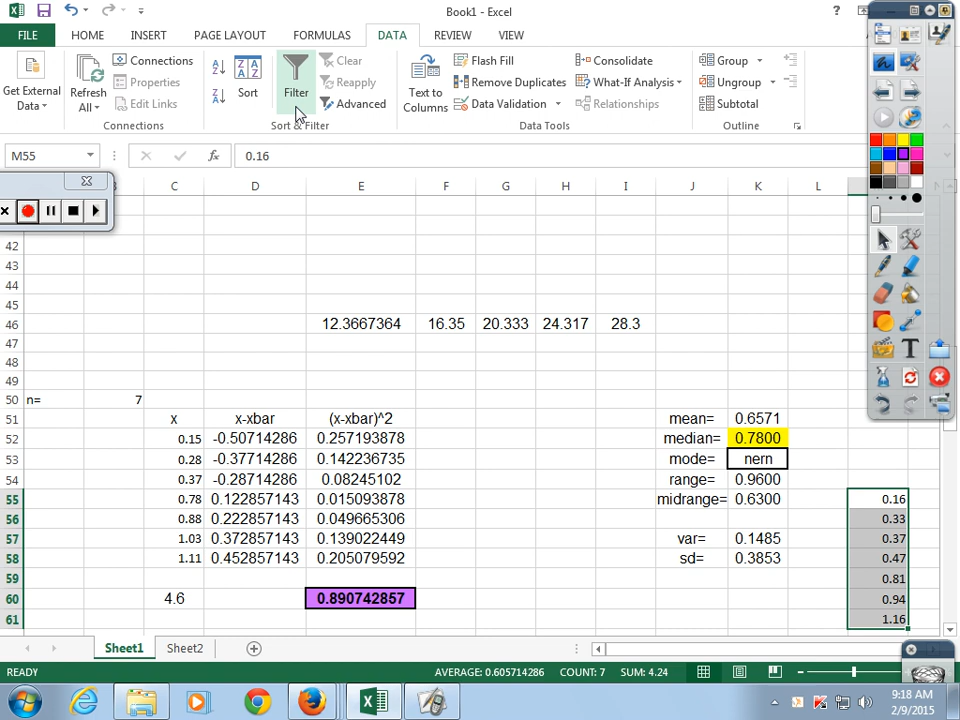 Book1 - Excel
?
FILE HOME INSERT PAGE LAYOUT FORMULAS DATA REVIEW VIEW
Get External Data
Refresh All
Connections
Properties
Edit Links
Connections
A Z
Z A
Z A A Z
Sort
Filter
Clear
Reapply
Advanced
Sort & Filter
Text to Columns
Flash Fill
Remove Duplicates
Data Validation
Consolidate
What-If Analysis
Relationships
Data Tools
Group
Ungroup
Subtotal
Outline
M55 fx 0.16
C D E F G H I J K L
42
43
44
45
46 12.3667364 16.35 20.333 24.317 28.3
47
48
49
50 n= 7
51 x x-xbar (x-xbar)^2 mean= 0.6571
52 0.15 -0.50714286 0.257193878 median= 0.7800
53 0.28 -0.37714286 0.142236735 mode= nern
54 0.37 -0.28714286 0.08245102 range= 0.9600
55 0.78 0.122857143 0.015093878 midrange= 0.6300 0.16
56 0.88 0.222857143 0.049665306 0.33
57 1.03 0.372857143 0.139022449 var= 0.1485 0.37
58 1.11 0.452857143 0.205079592 sd= 0.3853 0.47
59 0.81
60 4.6 0.890742857 0.94
61 1.16
Sheet1 Sheet2
READY AVERAGE: 0.605714286 COUNT: 7 SUM: 4.24
9:18 AM
2/9/2015